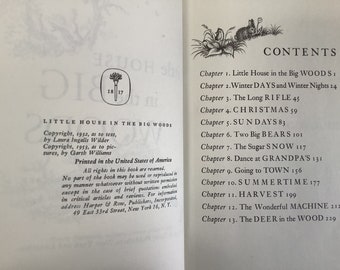 18 17
LITTLE HOUSE IN THE BIG WOODS
Copyright, 1932, as to text,
by Laura Ingalls Wilder
Copyright, 1953, as to pic-
tures, by Garth Williams
Printed in the United States of America
All rights in this book are reserved.
No part of the book may be used or reproduced in
any manner whatsoever without written permission
except in the case of brief quotations embodied
in critical articles and reviews. For information
address Harper & Row, Publishers, Incorporated
49 East 33rd Street, New York 16, N.Y.
CONTENTS
Chapter 1. Little House in the Big WOODS 1
Chapter 2. Winter DAYS and Winter Nights 24
Chapter 3. The Long RIFLE 45
Chapter 4. CHRISTMAS 59
Chapter 5. SUNDAYS 83
Chapter 6. Two Big BEARS 101
Chapter 7. The Sugar SNOW 117
Chapter 8. Dance at GRANDPA'S 131
Chapter 9. Going to TOWN 156
Chapter 10. SUMMERTIME 177
Chapter 11. HARVEST 199
Chapter 12. The Wonderful MACHINE 212
Chapter 13. The DEER in the WOOD 229